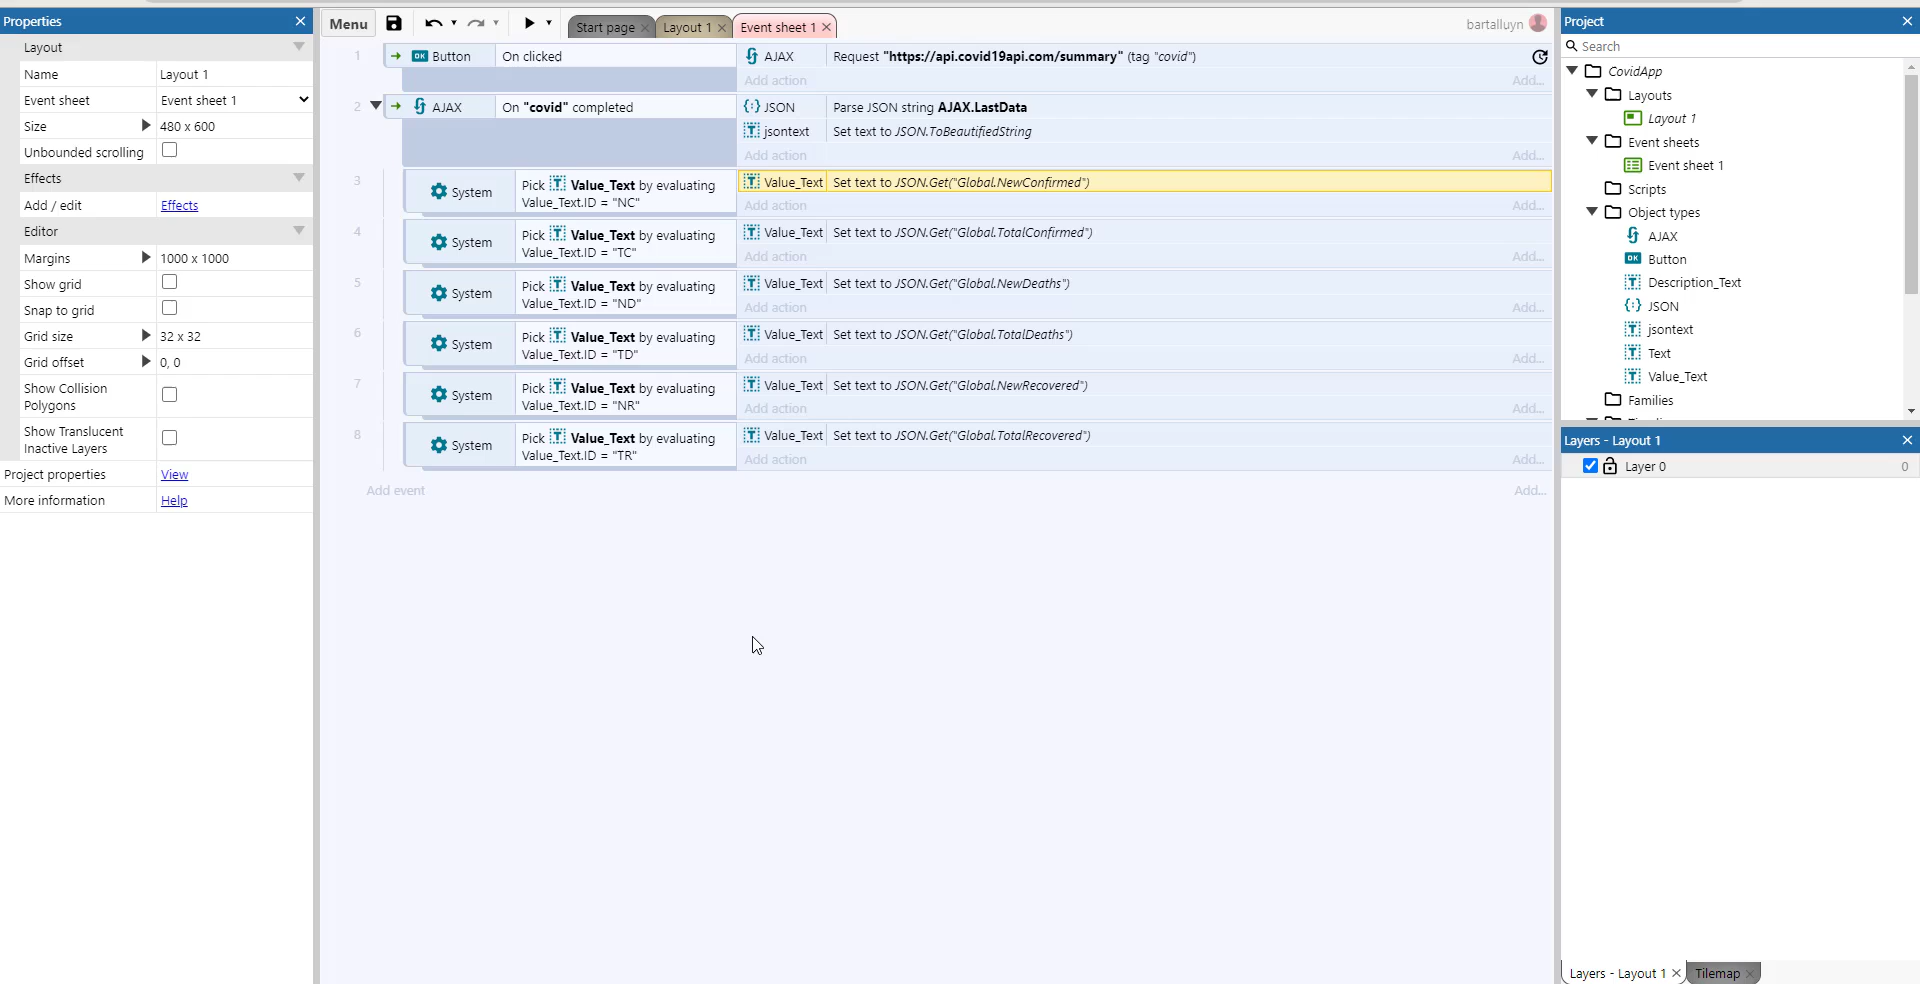 Properties
Layout
Name Layout 1
Event sheet Event sheet 1
Size 480 x 600
Unbounded scrolling
Effects
Add / edit Effects
Editor
Margins 1000 x 1000
Show grid
Snap to grid
Grid size 32 x 32
Grid offset 0, 0
Show Collision
Polygons
Show Translucent
Inactive Layers
Project properties View
More information Help
Menu
Start page
Layout 1
Event sheet 1
bartalluyn
1 OK Button On clicked AJAX Request "https://api.covid19api.com/summary" (tag "covid")
Add action Add...
2 AJAX On "covid" completed JSON Parse JSON string AJAX.LastData
jsontext Set text to JSON.ToBeautifiedString
Add action Add...
3 System Pick Value_Text by evaluating
Value_Text.ID = "NC"
Value_Text Set text to JSON.Get("Global.NewConfirmed")
Add action Add...
4 System Pick Value_Text by evaluating
Value_Text.ID = "TC"
Value_Text Set text to JSON.Get("Global.TotalConfirmed")
Add action Add...
5 System Pick Value_Text by evaluating
Value_Text.ID = "ND"
Value_Text Set text to JSON.Get("Global.NewDeaths")
Add action Add...
6 System Pick Value_Text by evaluating
Value_Text.ID = "TD"
Value_Text Set text to JSON.Get("Global.TotalDeaths")
Add action Add...
7 System Pick Value_Text by evaluating
Value_Text.ID = "NR"
Value_Text Set text to JSON.Get("Global.NewRecovered")
Add action Add...
8 System Pick Value_Text by evaluating
Value_Text.ID = "TR"
Value_Text Set text to JSON.Get("Global.TotalRecovered")
Add action Add...
Add event Add...
Project
Search
CovidApp
Layouts
Layout 1
Event sheets
Event sheet 1
Scripts
Object types
AJAX
OK Button
Description_Text
JSON
jsontext
Text
Value_Text
Families
Layers - Layout 1
Layer 0 0
Layers - Layout 1
Tilemap